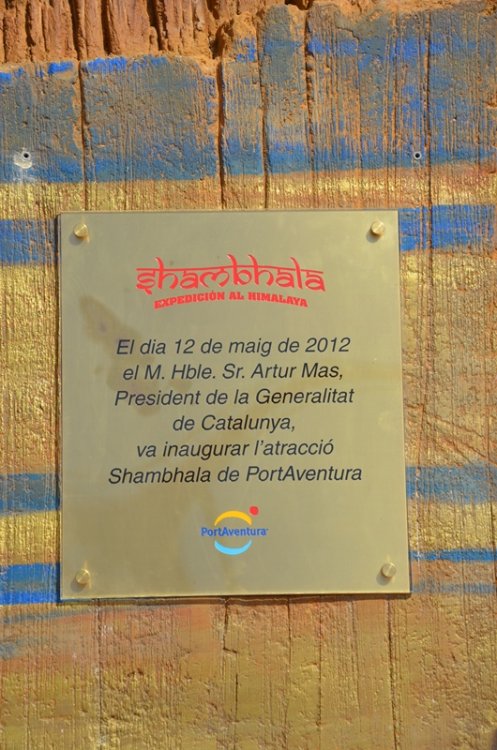 shambhala
EXPEDICIÓN AL HIMALAYA
El dia 12 de maig de 2012
el M. Hble. Sr. Artur Mas,
President de la Generalitat
de Catalunya,
va inaugurar l'atracció
Shambhala de PortAventura
PortAventura